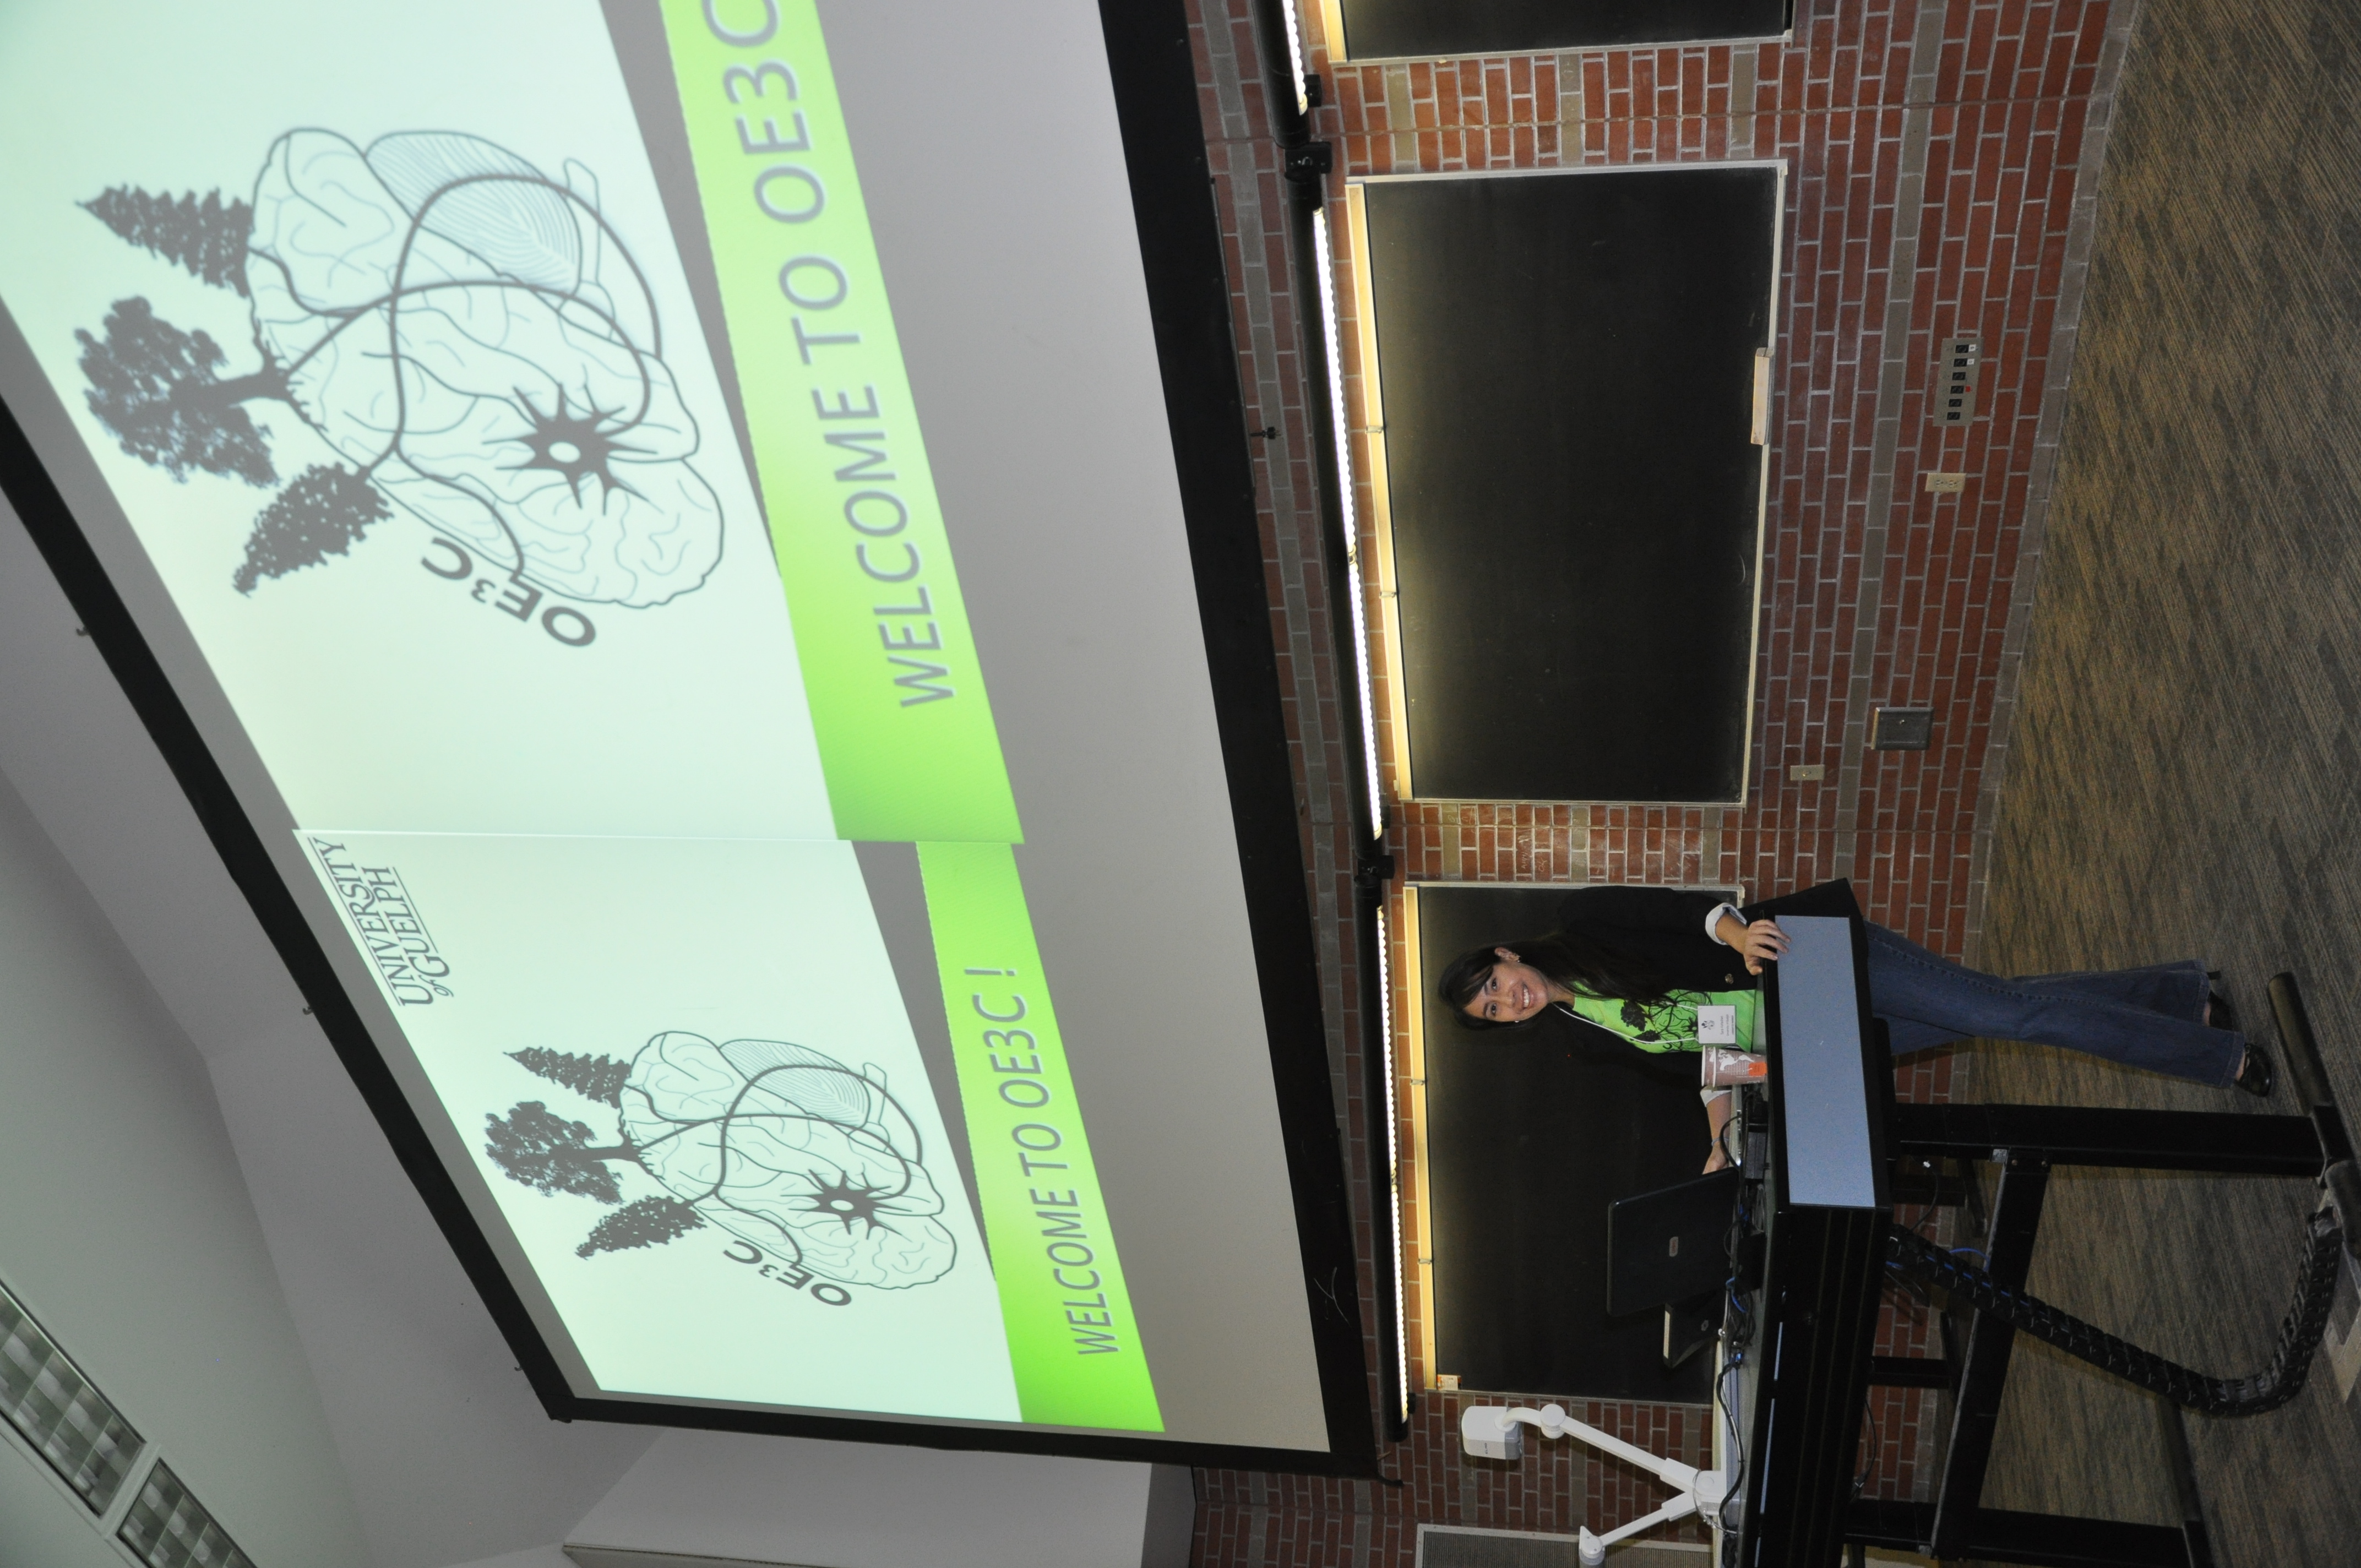 UNIVERSITY
of GUELPH
OE3C
WELCOME TO OE3C !
OE3C
WELCOME TO OE3C